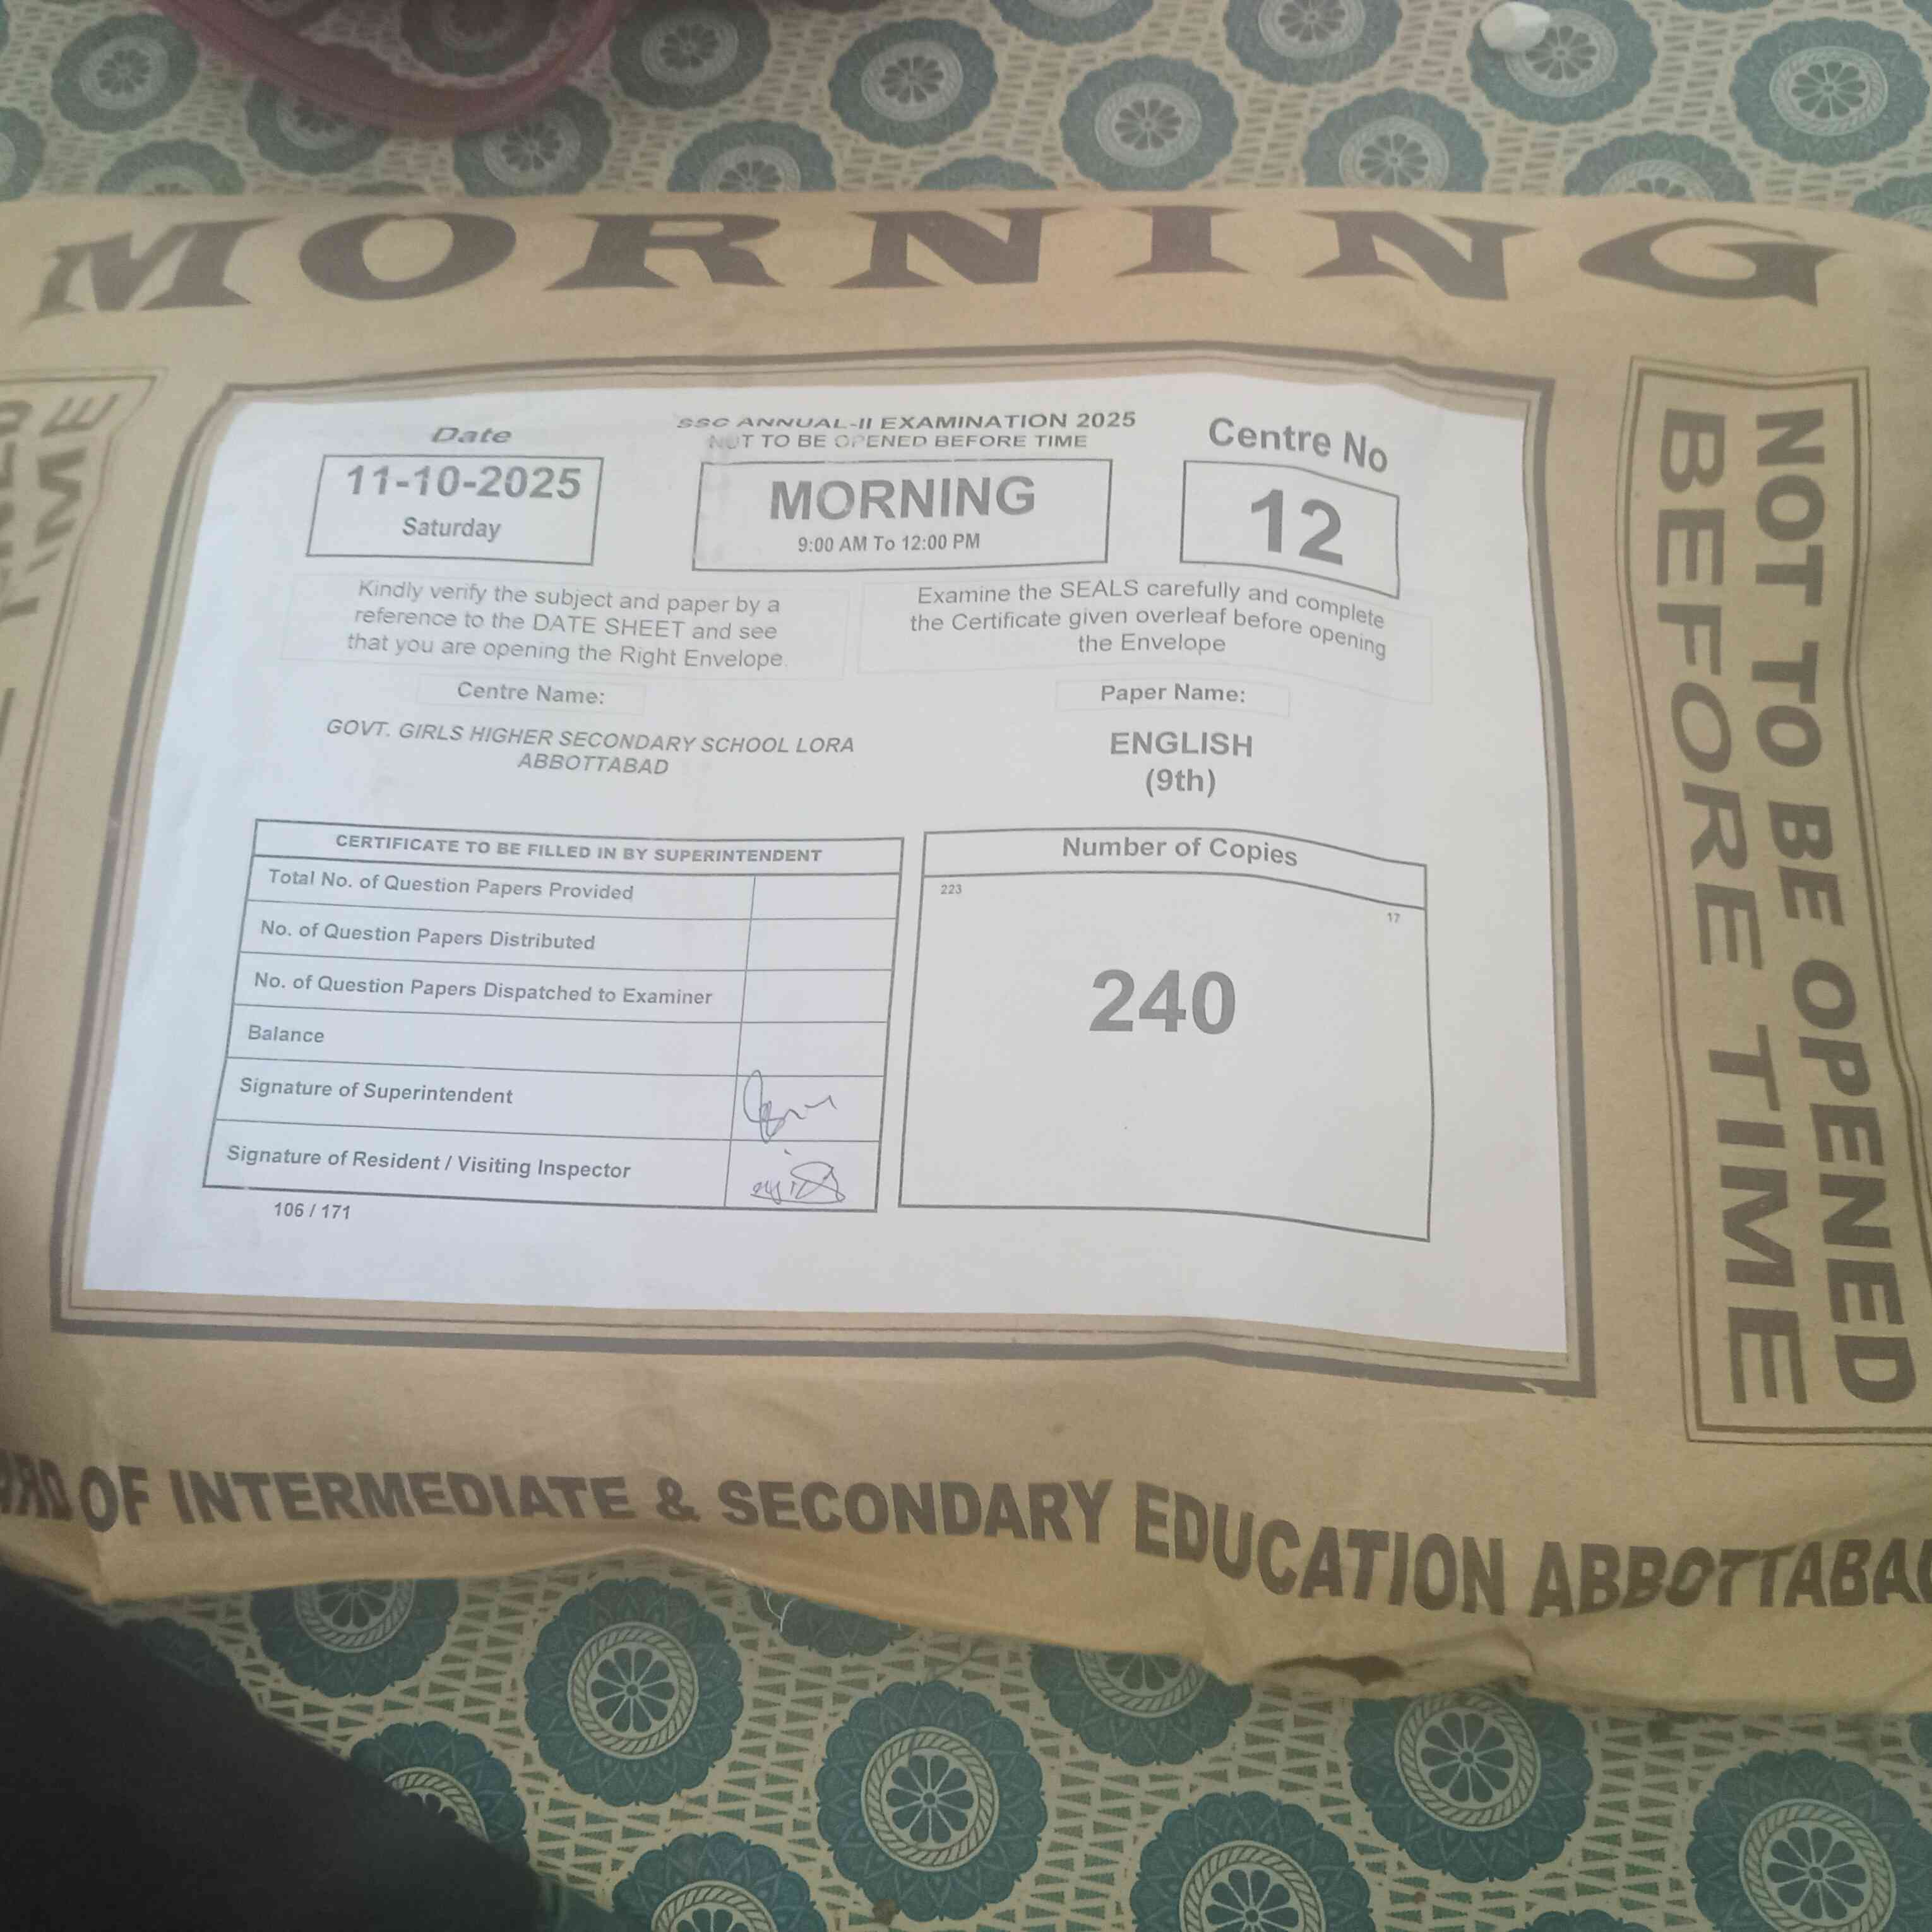 MORNING
Date
11-10-2025
Saturday
SSC ANNUAL-II EXAMINATION 2025
NOT TO BE OPENED BEFORE TIME
MORNING
9:00 AM To 12:00 PM
Centre No
12
Kindly verify the subject and paper by a
reference to the DATE SHEET and see
that you are opening the Right Envelope.
Examine the SEALS carefully and complete
the Certificate given overleaf before opening
the Envelope
Centre Name:
GOVT. GIRLS HIGHER SECONDARY SCHOOL LORA
ABBOTTABAD
Paper Name:
ENGLISH
(9th)
CERTIFICATE TO BE FILLED IN BY SUPERINTENDENT
Total No. of Question Papers Provided
No. of Question Papers Distributed
No. of Question Papers Dispatched to Examiner
Balance
Signature of Superintendent
Signature of Resident / Visiting Inspector
106 / 171
Number of Copies
223
17
240
NOT TO BE OPENED
BEFORE TIME
TIME
OF INTERMEDIATE & SECONDARY EDUCATION ABBOTTABA